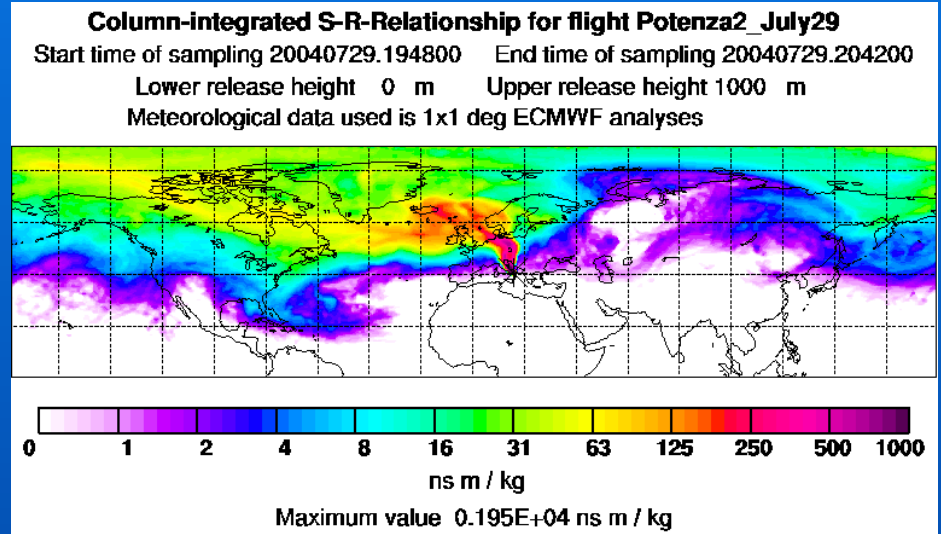 Column-integrated S-R-Relationship for flight Potenza2_July29
Start time of sampling 20040729.194800 End time of sampling 20040729.204200
Lower release height 0 m Upper release height 1000 m
Meteorological data used is 1x1 deg ECMWF analyses
0 1 2 4 8 16 31 63 125 250 500 1000
ns m / kg
Maximum value 0.195E+04 ns m / kg